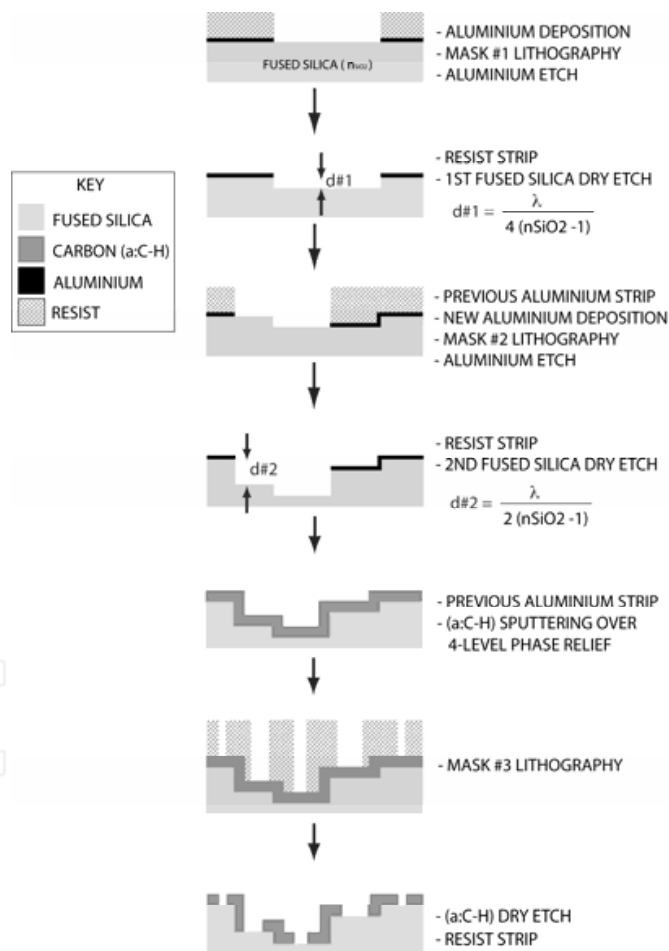 - ALUMINIUM DEPOSITION
- MASK #1 LITHOGRAPHY
- ALUMINIUM ETCH
FUSED SILICA ( nSiO2 )
- RESIST STRIP
- 1ST FUSED SILICA DRY ETCH
d#1
d#1 = λ
4 (nSiO2 -1)
KEY
FUSED SILICA
CARBON (a:C-H)
ALUMINIUM
RESIST
- PREVIOUS ALUMINIUM STRIP
- NEW ALUMINIUM DEPOSITION
- MASK #2 LITHOGRAPHY
- ALUMINIUM ETCH
- RESIST STRIP
- 2ND FUSED SILICA DRY ETCH
d#2
d#2 = λ
2 (nSiO2 -1)
- PREVIOUS ALUMINIUM STRIP
- (a:C-H) SPUTTERING OVER
4-LEVEL PHASE RELIEF
- MASK #3 LITHOGRAPHY
- (a:C-H) DRY ETCH
- RESIST STRIP